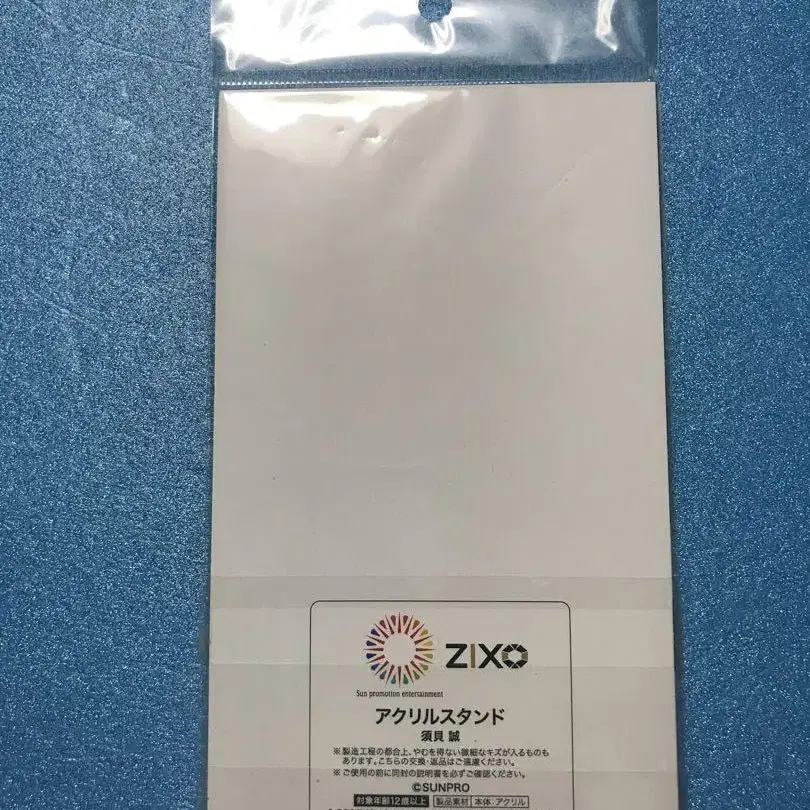 ZIXO
Sun promotion entertainment
アクリルスタンド
須貝 誠
※製造工程の都合上、やむを得ない微細なキズが入るものも
あります。こちらの交換・返品はご遠慮ください。
※ご使用の前に同封の説明書を必ずご確認ください。
©SUNPRO
対象年齢12歳以上 製品素材 本体:アクリル